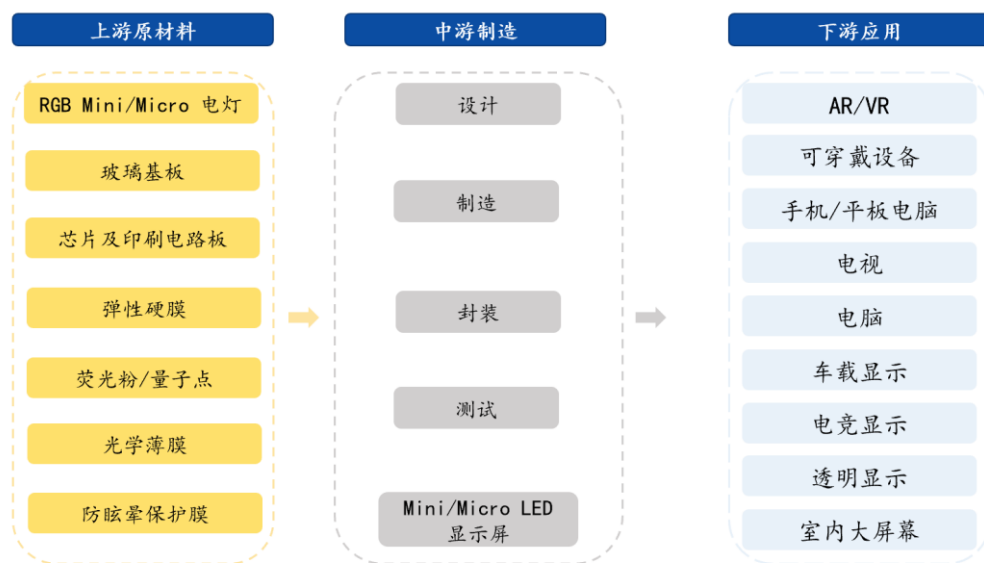 上游原材料
RGB Mini/Micro 电灯
玻璃基板
芯片及印刷电路板
弹性硬膜
荧光粉/量子点
光学薄膜
防眩晕保护膜
中游制造
设计
制造
封装
测试
Mini/Micro LED
显示屏
下游应用
AR/VR
可穿戴设备
手机/平板电脑
电视
电脑
车载显示
电竞显示
透明显示
室内大屏幕